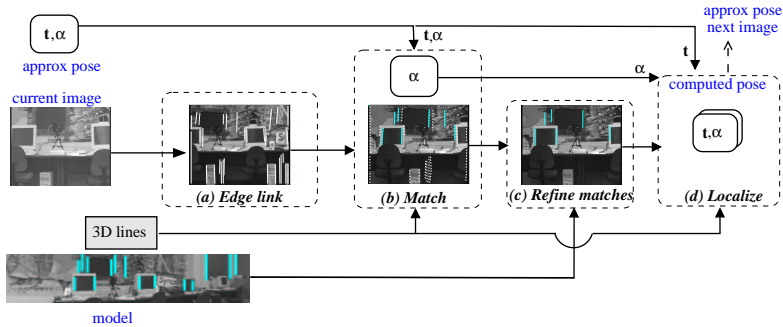 approx pose
next image
t,α
t,α
t
approx pose
α
α
current image
computed pose
t,α
(a) Edge link
(b) Match
(c) Refine matches
(d) Localize
3D lines
model